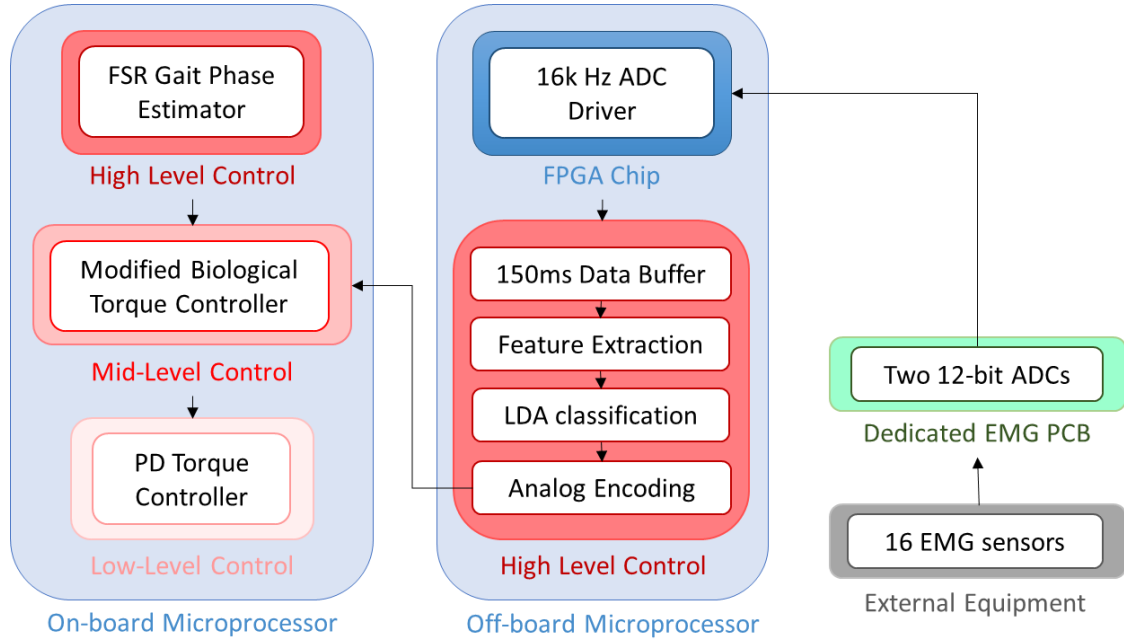 FSR Gait Phase
Estimator
High Level Control
Modified Biological
Torque Controller
Mid-Level Control
PD Torque
Controller
Low-Level Control
On-board Microprocessor
16k Hz ADC
Driver
FPGA Chip
150ms Data Buffer
Feature Extraction
LDA classification
Analog Encoding
High Level Control
Off-board Microprocessor
Two 12-bit ADCs
Dedicated EMG PCB
16 EMG sensors
External Equipment